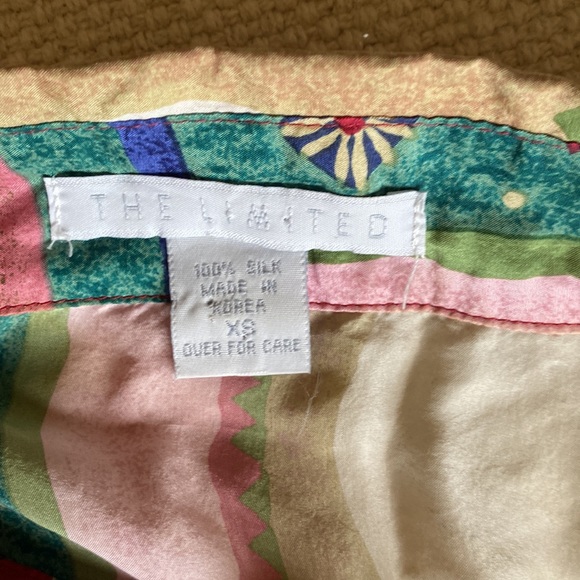 THE LIMITED
100% SILK
MADE IN
KOREA
XS
OVER FOR CARE